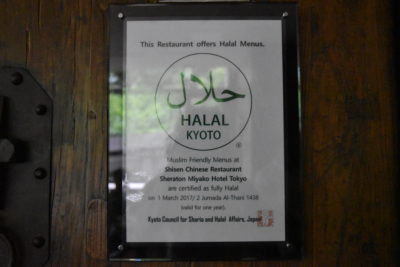 This Restaurant offers Halal Menus.
حلال
HALAL
KYOTO
®
Muslim Friendly Menus at
Shisen Chinese Restaurant
Sheraton Miyako Hotel Tokyo
are certified as fully Halal
on 1 March 2017/ 2 Jumada Al-Thani 1438
(valid for one year).
Kyoto Council for Sharia and Halal Affairs, Japan